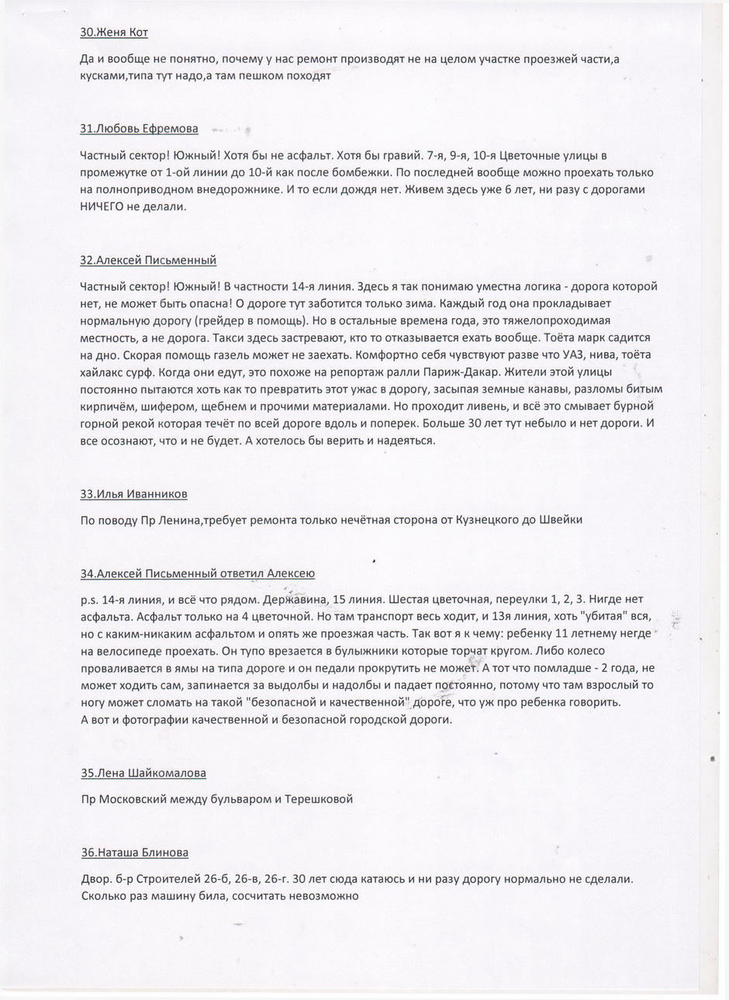 30.Женя Кот
Да и вообще не понятно, почему у нас ремонт производят не на целом участке проезжей части,а
кусками,типа тут надо,а там пешком походят
31.Любовь Ефремова
Частный сектор! Южный! Хотя бы не асфальт. Хотя бы гравий. 7-я, 9-я, 10-я Цветочные улицы в
промежутке от 1-ой линии до 10-й как после бомбежки. По последней вообще можно проехать только
на полноприводном внедорожнике. И то если дождя нет. Живем здесь уже 6 лет, ни разу с дорогами
НИЧЕГО не делали.
32.Алексей Письменный
Частный сектор! Южный! В частности 14-я линия. Здесь я так понимаю уместна логика - дорога которой
нет, не может быть опасна! О дороге тут заботится только зима. Каждый год она прокладывает
нормальную дорогу (грейдер в помощь). Но в остальные времена года, это тяжелопроходимая
местность, а не дорога. Такси здесь застревают, кто то отказывается ехать вообще. Тоёта марк садится
на дно. Скорая помощь газель может не заехать. Комфортно себя чувствуют разве что УАЗ, нива, тоёта
хайлакс сурф. Когда они едут, это похоже на репортаж ралли Париж-Дакар. Жители этой улицы
постоянно пытаются хоть как то превратить этот ужас в дорогу, засыпая земные канавы, разломы битым
кирпичём, шифером, щебнем и прочими материалами. Но проходит ливень, и всё это смывает бурной
горной рекой которая течёт по всей дороге вдоль и поперек. Больше 30 лет тут небыло и нет дороги. И
все осознают, что и не будет. А хотелось бы верить и надеяться.
33.Илья Иванников
По поводу Пр Ленина,требует ремонта только нечётная сторона от Кузнецкого до Швейки
34.Алексей Письменный ответил Алексею
p.s. 14-я линия, и всё что рядом. Державина, 15 линия. Шестая цветочная, переулки 1, 2, 3. Нигде нет
асфальта. Асфальт только на 4 цветочной. Но там транспорт весь ходит, и 13я линия, хоть "убитая" вся,
но с каким-никаким асфальтом и опять же проезжая часть. Так вот я к чему: ребенку 11 летнему негде
на велосипеде проехать. Он тупо врезается в булыжники которые торчат кругом. Либо колесо
проваливается в ямы на типа дороге и он педали прокрутить не может. А тот что помладше - 2 года, не
может ходить сам, запинается за выдолбы и надолбы и падает постоянно, потому что там взрослый то
ногу может сломать на такой "безопасной и качественной" дороге, что уж про ребенка говорить.
А вот и фотографии качественной и безопасной городской дороги.
35.Лена Шайкомалова
Пр Московский между бульваром и Терешковой
36.Наташа Блинова
Двор. б-р Строителей 26-б, 26-в, 26-г. 30 лет сюда катаюсь и ни разу дорогу нормально не сделали.
Сколько раз машину била, сосчитать невозможно